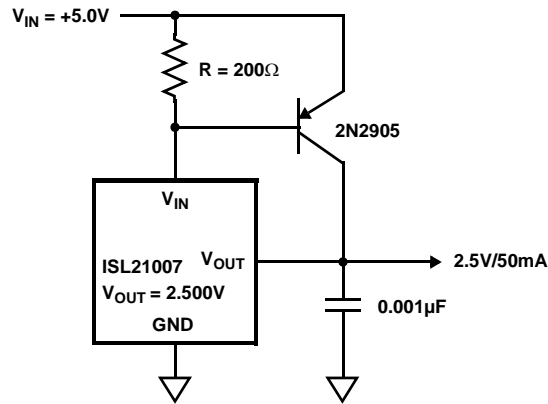 V_IN = +5.0V
R = 200Ω
2N2905
V_IN
ISL21007
V_OUT
V_OUT = 2.500V
GND
2.5V/50mA
0.001µF